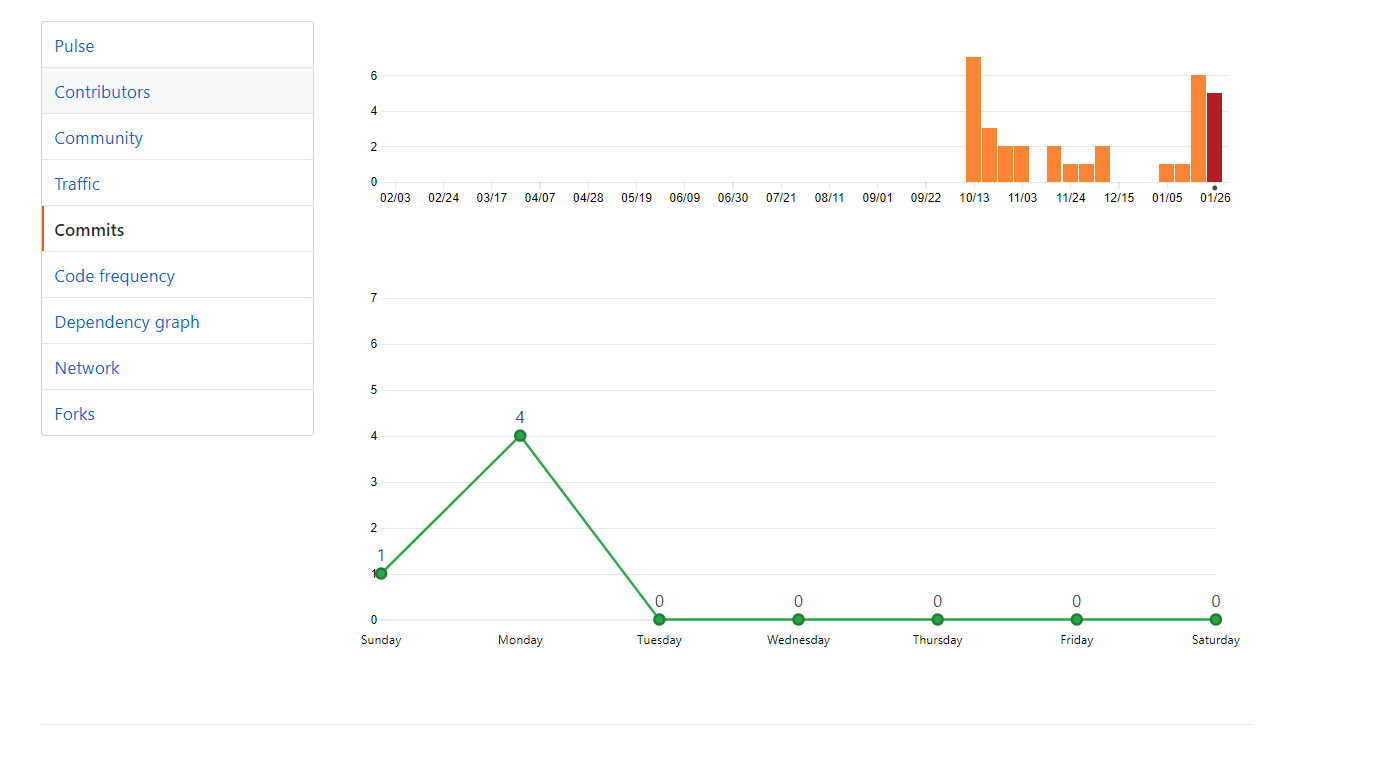 Pulse
Contributors
Community
Traffic
Commits
Code frequency
Dependency graph
Network
Forks
6
4
2
0
02/03 02/24 03/17 04/07 04/28 05/19 06/09 06/30 07/21 08/11 09/01 09/22 10/13 11/03 11/24 12/15 01/05 01/26
7
6
5
4
4
3
2
1
1
0 0 0 0 0
0
Sunday Monday Tuesday Wednesday Thursday Friday Saturday